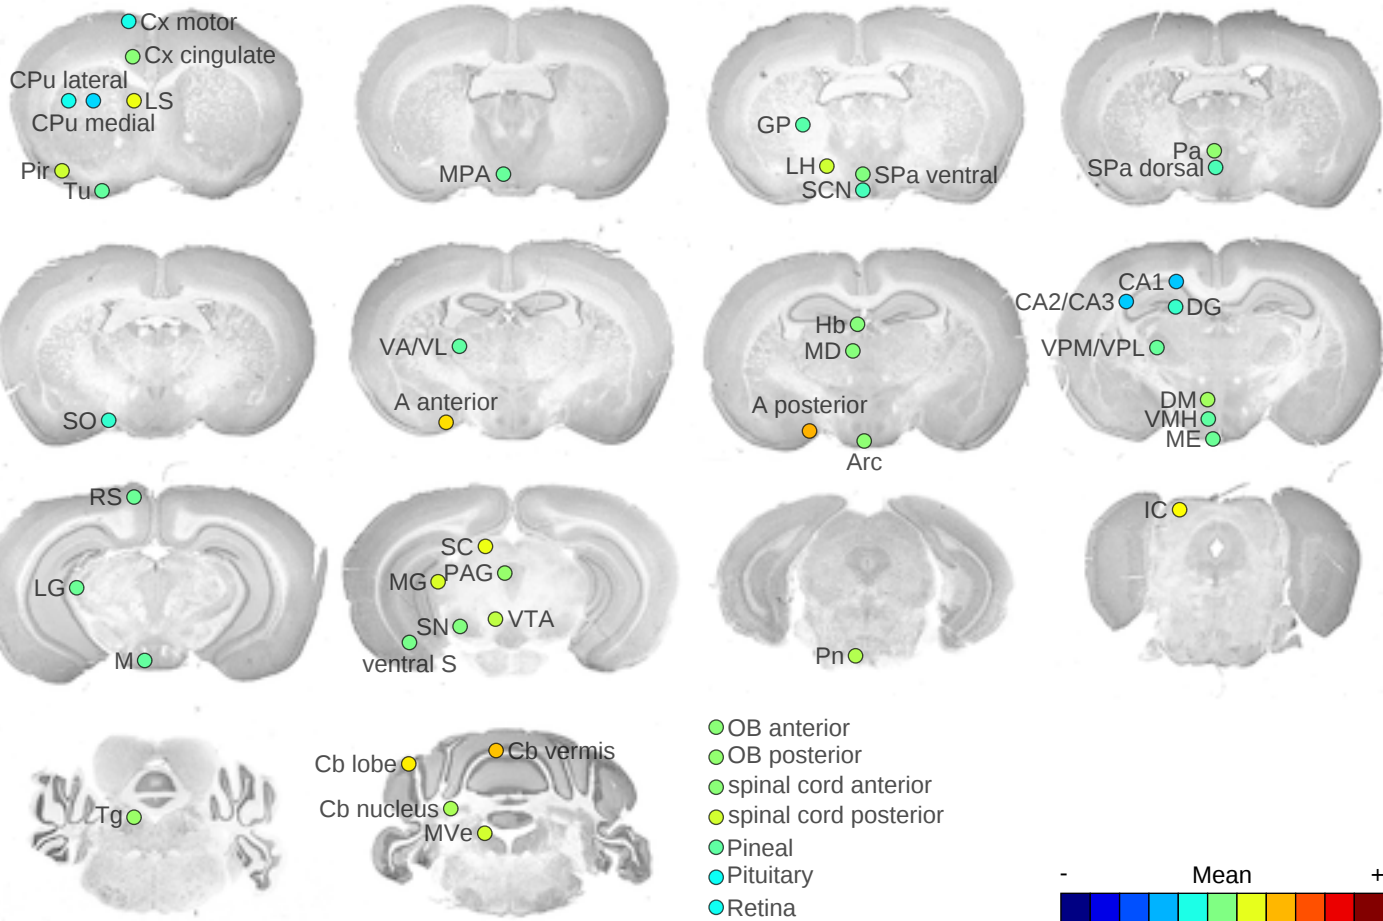 Cx motor
Cx cingulate
CPu lateral
LS
CPu medial
Pir
Tu
MPA
GP
LH
SPa ventral
SCN
Pa
SPa dorsal
SO
VA/VL
A anterior
Hb
MD
A posterior
Arc
CA1
CA2/CA3
DG
VPM/VPL
DM
VMH
ME
RS
LG
M
SC
PAG
MG
VTA
SN
ventral S
Pn
IC
Tg
Cb vermis
Cb lobe
Cb nucleus
MVe
OB anterior
OB posterior
spinal cord anterior
spinal cord posterior
Pineal
Pituitary
Retina
- Mean +